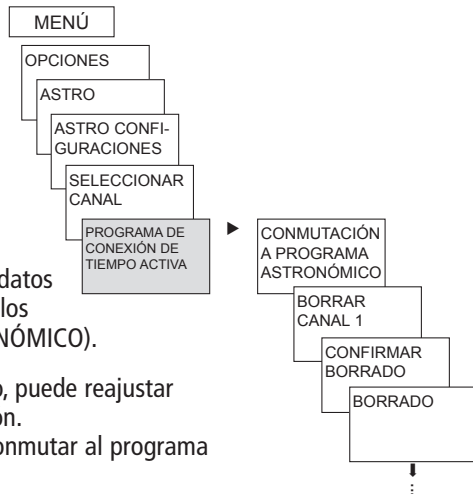 MENÚ
OPCIONES
ASTRO
ASTRO CONFI-
GURACIONES
SELECCIONAR
CANAL
PROGRAMA DE
CONEXIÓN DE
TIEMPO ACTIVA
CONMUTACIÓN
A PROGRAMA
ASTRONÓMICO
BORRAR
CANAL 1
CONFIRMAR
BORRADO
BORRADO
datos
los
NÓMICO).
o, puede reajustar
ón.
onmutar al programa